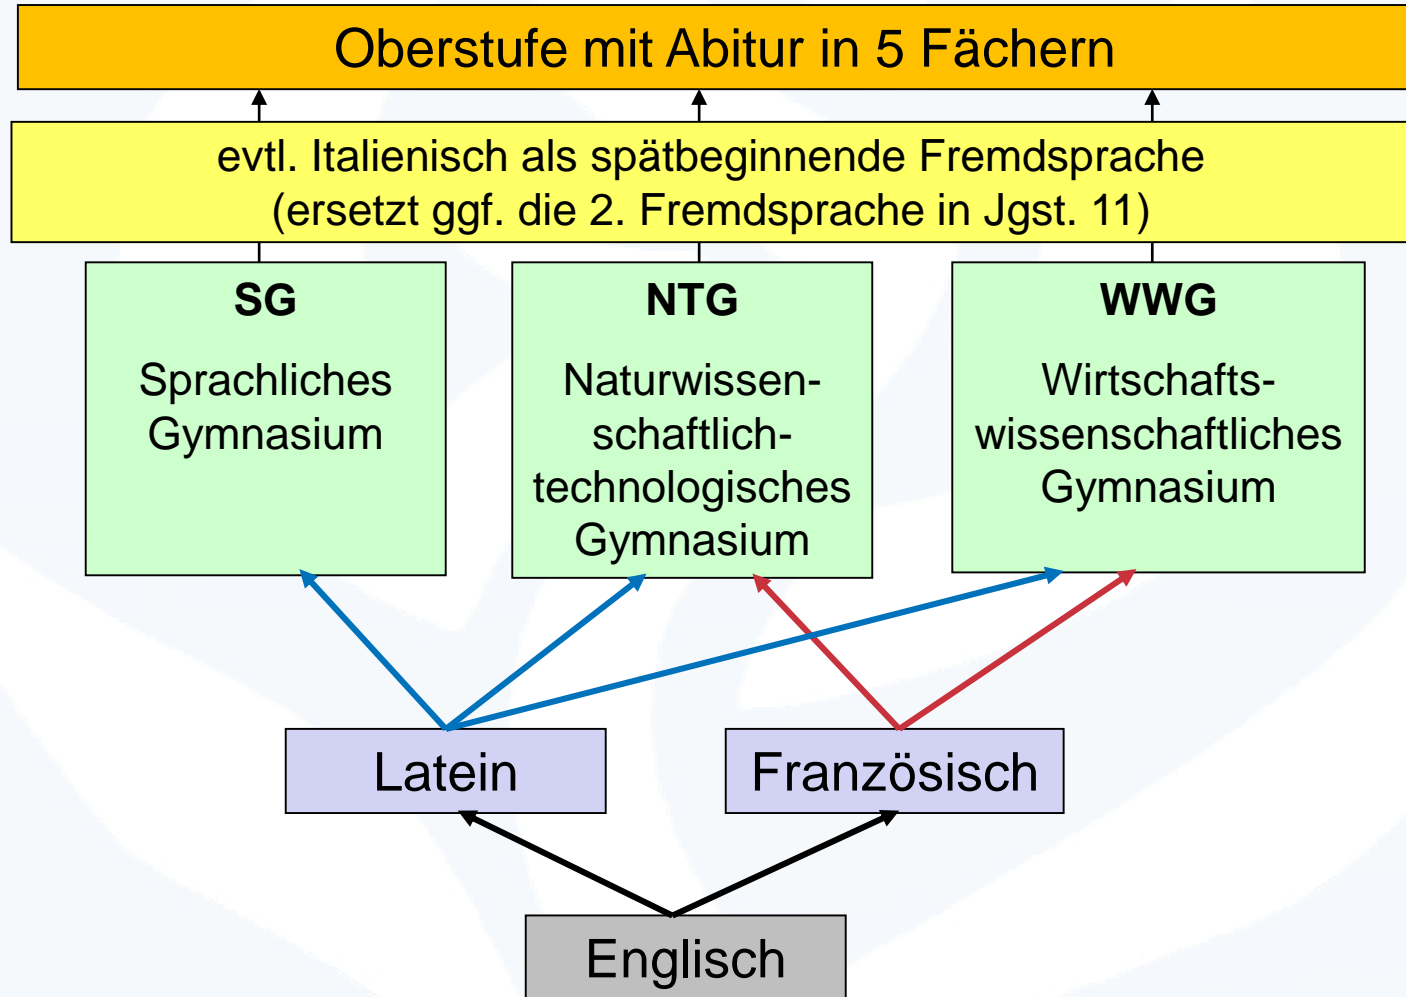 Oberstufe mit Abitur in 5 Fächern
evtl. Italienisch als spätbeginnende Fremdsprache
(ersetzt ggf. die 2. Fremdsprache in Jgst. 11)
SG
Sprachliches
Gymnasium
NTG
Naturwissen-
schaftlich-
technologisches
Gymnasium
WWG
Wirtschafts-
wissenschaftliches
Gymnasium
Latein
Französisch
Englisch